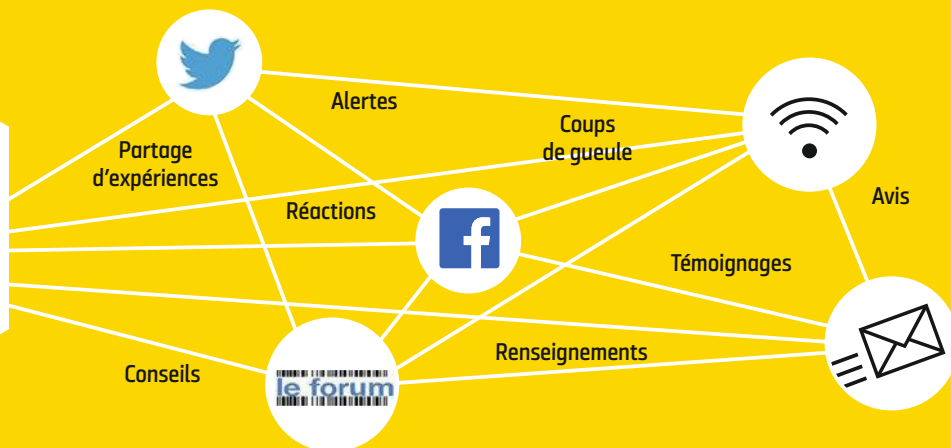 Alertes
Coups
de gueule
Partage
d'expériences
Avis
Réactions
f
Témoignages
Renseignements
Conseils
le forum